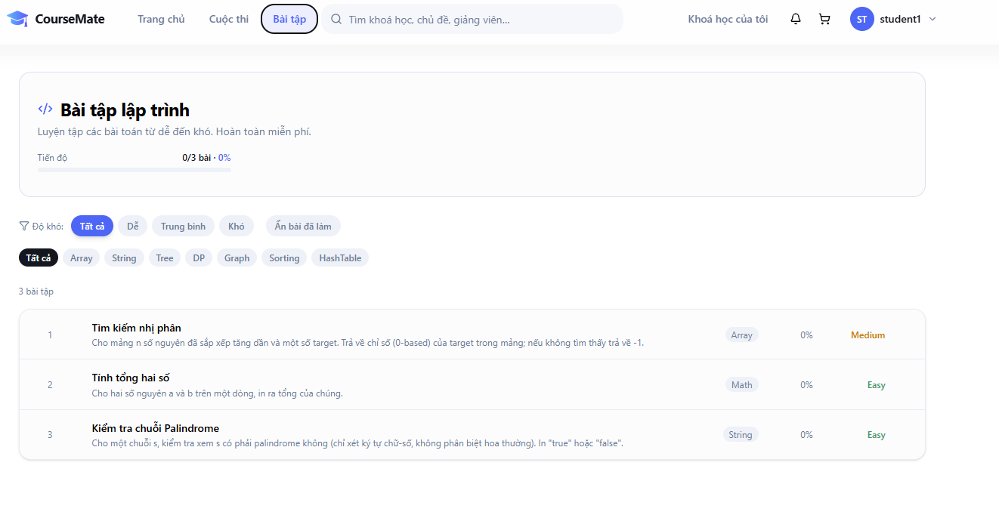 CourseMate Trang chủ Cuộc thi Bài tập Tìm khoá học, chủ đề, giảng viên... Khoá học của tôi ST student1
</> Bài tập lập trình
Luyện tập các bài toán từ dễ đến khó. Hoàn toàn miễn phí.
Tiến độ 0/3 bài · 0%
Độ khó: Tất cả Dễ Trung bình Khó Ẩn bài đã làm
Tất cả Array String Tree DP Graph Sorting HashTable
3 bài tập
1 Tìm kiếm nhị phân Array 0% Medium
Cho mảng n số nguyên đã sắp xếp tăng dần và một số target. Trả về chỉ số (0-based) của target trong mảng; nếu không tìm thấy trả về -1.
2 Tính tổng hai số Math 0% Easy
Cho hai số nguyên a và b trên một dòng, in ra tổng của chúng.
3 Kiểm tra chuỗi Palindrome String 0% Easy
Cho một chuỗi s, kiểm tra xem s có phải palindrome không (chỉ xét ký tự chữ-số, không phân biệt hoa thường). In "true" hoặc "false".